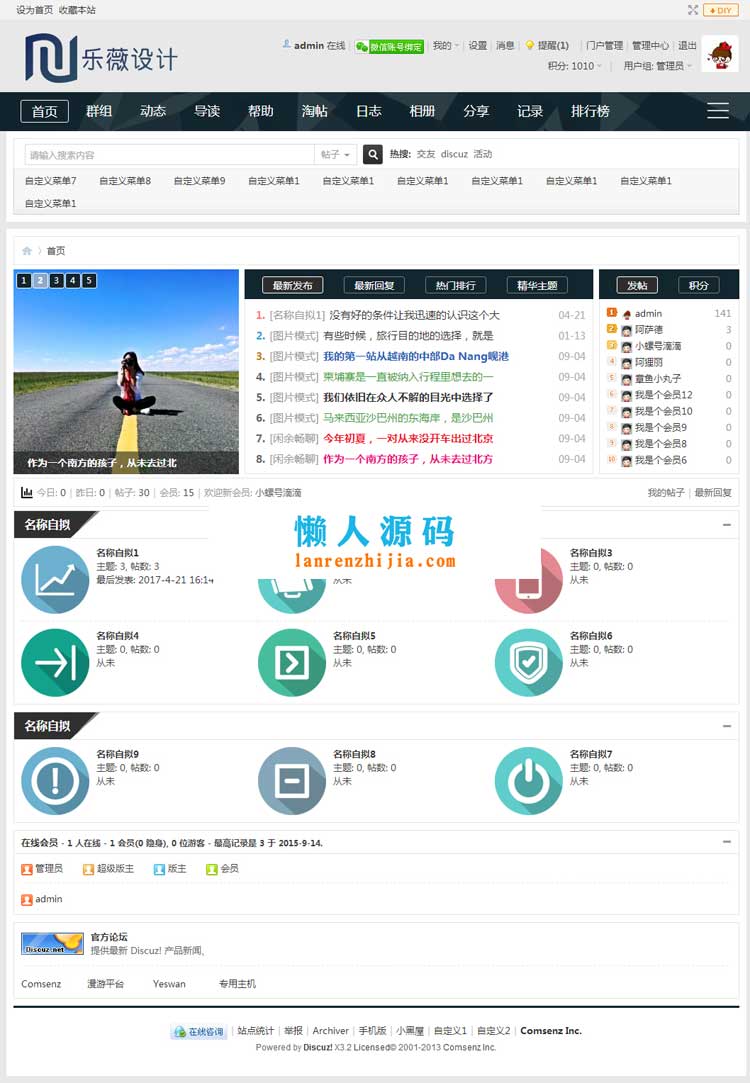 设为首页 收藏本站
DIY
乐薇设计
admin 在线 | 微信账号绑定 | 我的 | 设置 | 消息 | 提醒(1) | 门户管理 | 管理中心 | 退出
积分: 1010 | 用户组: 管理员
首页 群组 动态 导读 帮助 淘帖 日志 相册 分享 记录 排行榜
请输入搜索内容 帖子 热搜: 交友 discuz 活动
自定义菜单7 自定义菜单8 自定义菜单9 自定义菜单1 自定义菜单1 自定义菜单1 自定义菜单1 自定义菜单1 自定义菜单1
自定义菜单1
首页
1 2 3 4 5
作为一个南方的孩子，从未去过北
最新发布 最新回复 热门排行 精华主题
1. [名称自拟1] 没有好的条件让我迅速的认识这个大 04-21
2. [图片模式] 有些时候，旅行目的地的选择，就是 01-13
3. [图片模式] 我的第一站从越南的中部Da Nang岘港 09-04
4. [图片模式] 柬埔寨是一直被纳入行程里想去的一 09-04
5. [图片模式] 我们依旧在众人不解的目光中选择了 09-04
6. [图片模式] 马来西亚沙巴州的东海岸，是沙巴州 09-04
7. [闲余畅聊] 今年初夏，一对从来没开车出过北京 09-04
8. [闲余畅聊] 作为一个南方的孩子，从未去过北方 09-04
发帖 积分
1 admin 141
2 阿萨德 3
3 小螺号滴滴 0
4 阿狸丽 0
5 章鱼小丸子 0
6 我是个会员12 0
7 我是个会员10 0
8 我是个会员9 0
9 我是个会员8 0
10 我是个会员6 0
今日: 0 | 昨日: 0 | 帖子: 30 | 会员: 15 | 欢迎新会员: 小螺号滴滴
我的帖子 | 最新回复
名称自拟
懒人源码
lanrenzhijia.com
名称自拟1
主题: 3, 帖数: 3
最后发表: 2017-4-21 16:14
从未
名称自拟3
主题: 0, 帖数: 0
从未
名称自拟4
主题: 0, 帖数: 0
从未
名称自拟5
主题: 0, 帖数: 0
从未
名称自拟6
主题: 0, 帖数: 0
从未
名称自拟
名称自拟9
主题: 0, 帖数: 0
从未
名称自拟8
主题: 0, 帖数: 0
从未
名称自拟7
主题: 0, 帖数: 0
从未
在线会员 - 1 人在线 - 1 会员(0 隐身), 0 位游客 - 最高记录是 3 于 2015-9-14.
管理员 超级版主 版主 会员
admin
Discuz!net
官方论坛
提供最新 Discuz! 产品新闻、
Comsenz 漫游平台 Yeswan 专用主机
在线咨询 | 站点统计 | 举报 | Archiver | 手机版 | 小黑屋 | 自定义1 | 自定义2 | Comsenz Inc.
Powered by Discuz! X3.2 Licensed© 2001-2013 Comsenz Inc.